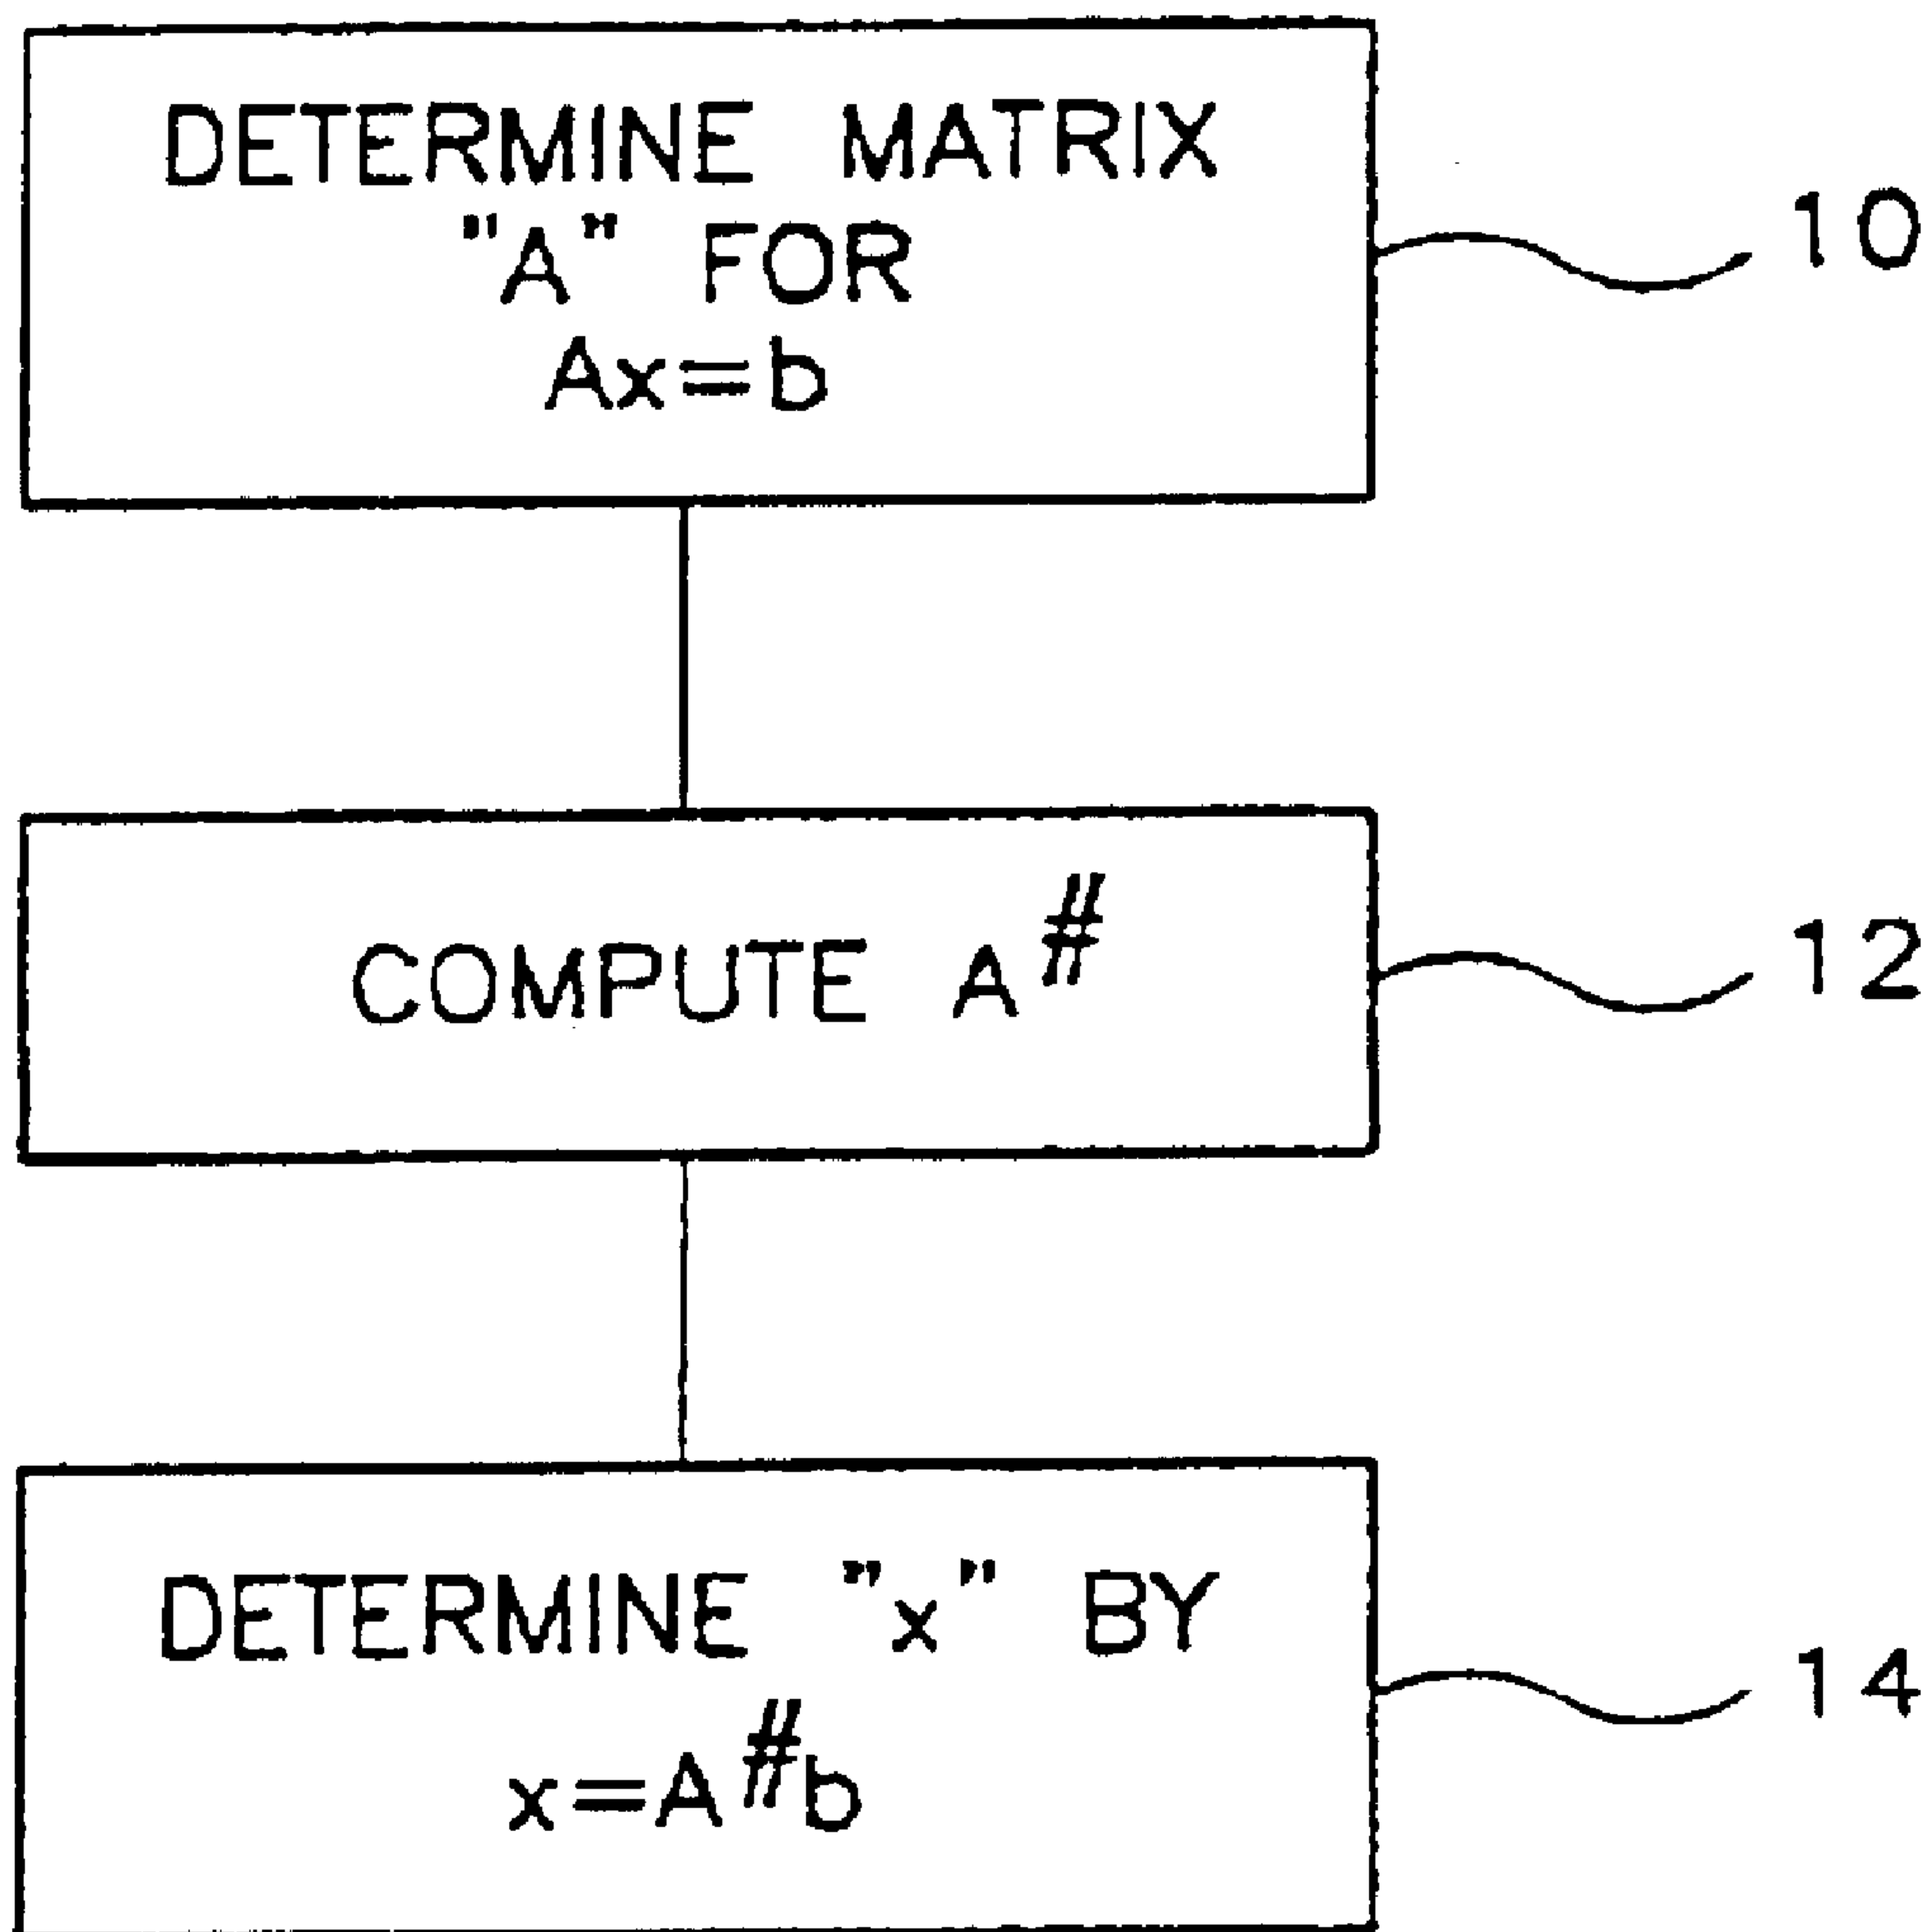 DETERMINE MATRIX
"A" FOR
Ax=b
10
COMPUTE A#
12
DETERMINE "x" BY
x=A#b
14